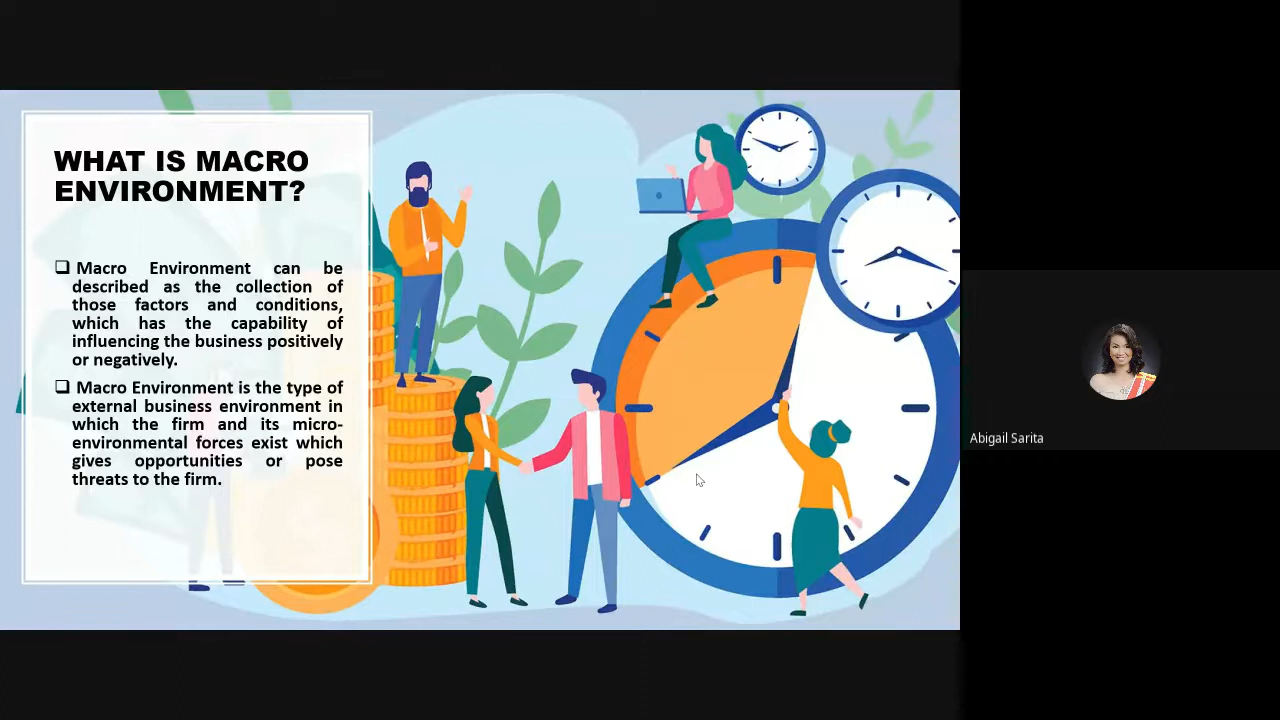 WHAT IS MACRO
ENVIRONMENT?
❑ Macro Environment can be
described as the collection of
those factors and conditions,
which has the capability of
influencing the business positively
or negatively.
❑ Macro Environment is the type of
external business environment in
which the firm and its micro-
environmental forces exist which
gives opportunities or pose
threats to the firm.
Abigail Sarita